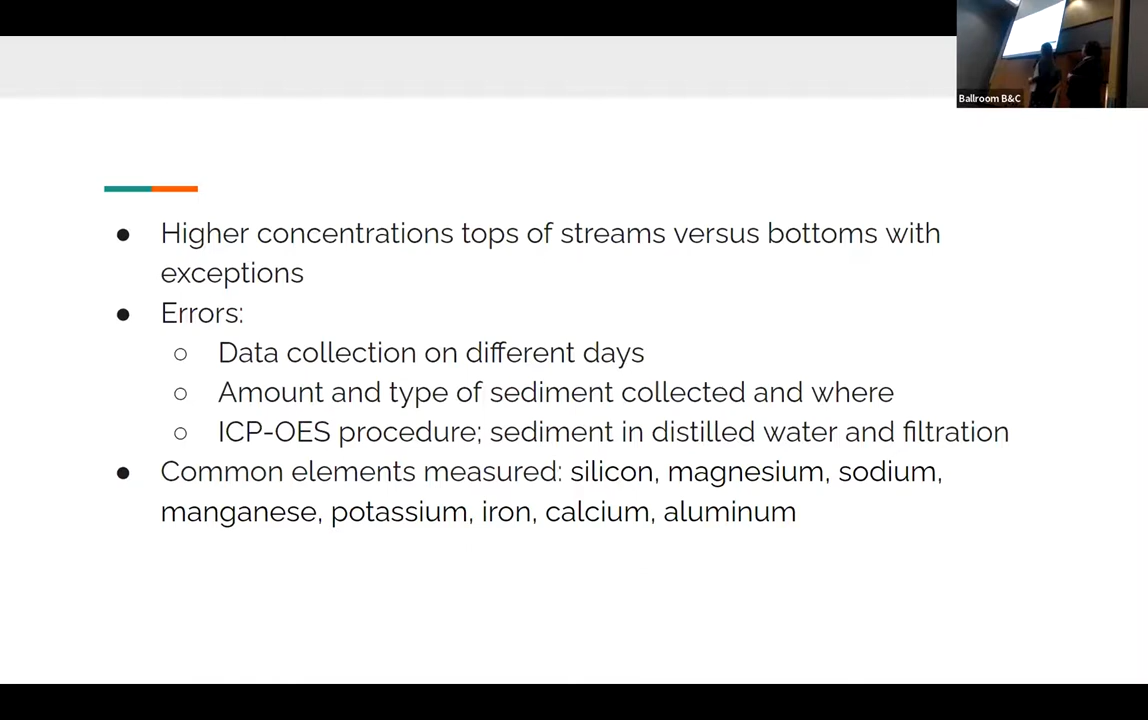 Ballroom B&C
● Higher concentrations tops of streams versus bottoms with
exceptions
● Errors:
○ Data collection on different days
○ Amount and type of sediment collected and where
○ ICP-OES procedure; sediment in distilled water and filtration
● Common elements measured: silicon, magnesium, sodium,
manganese, potassium, iron, calcium, aluminum